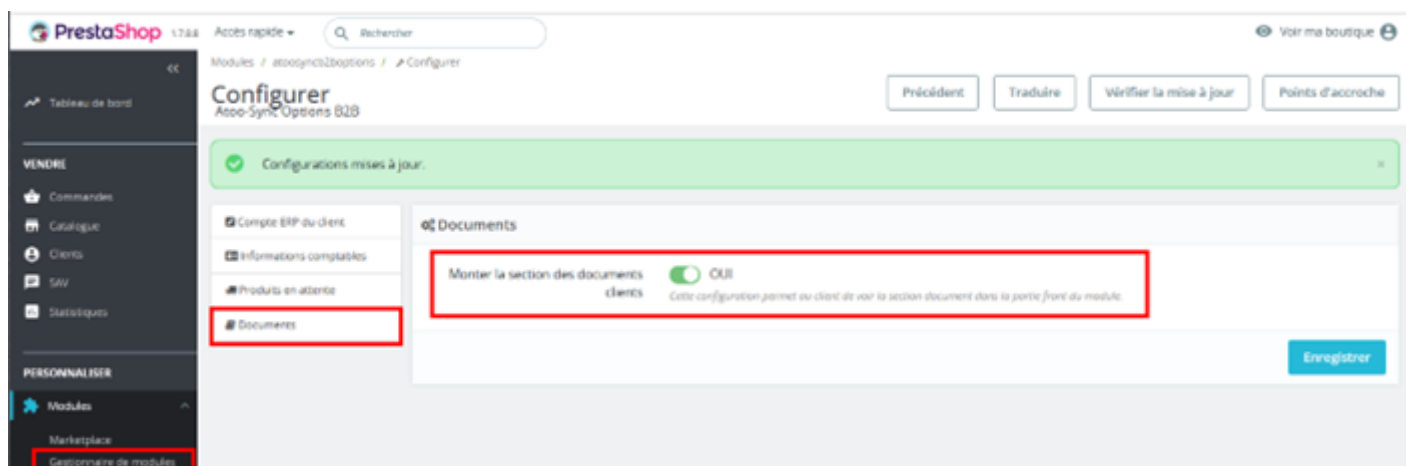 PrestaShop 1.7.8.8 Accès rapide Rechercher Voir ma boutique
Modules / atoosyncb2boptions / Configurer
Configurer
Atoo-Sync Options B2B
Précédent Traduire Vérifier la mise à jour Points d'accroche
Tableau de bord
VENDRE
Commandes
Catalogue
Clients
SAV
Statistiques
PERSONNALISER
Modules
Marketplace
Gestionnaire de modules
Configurations mises à jour.
Compte ERP du client
Informations comptables
Produits en attente
Documents
Documents
Monter la section des documents
clients
OUI
Cette configuration permet au client de voir la section document dans la partie front du module.
Enregistrer